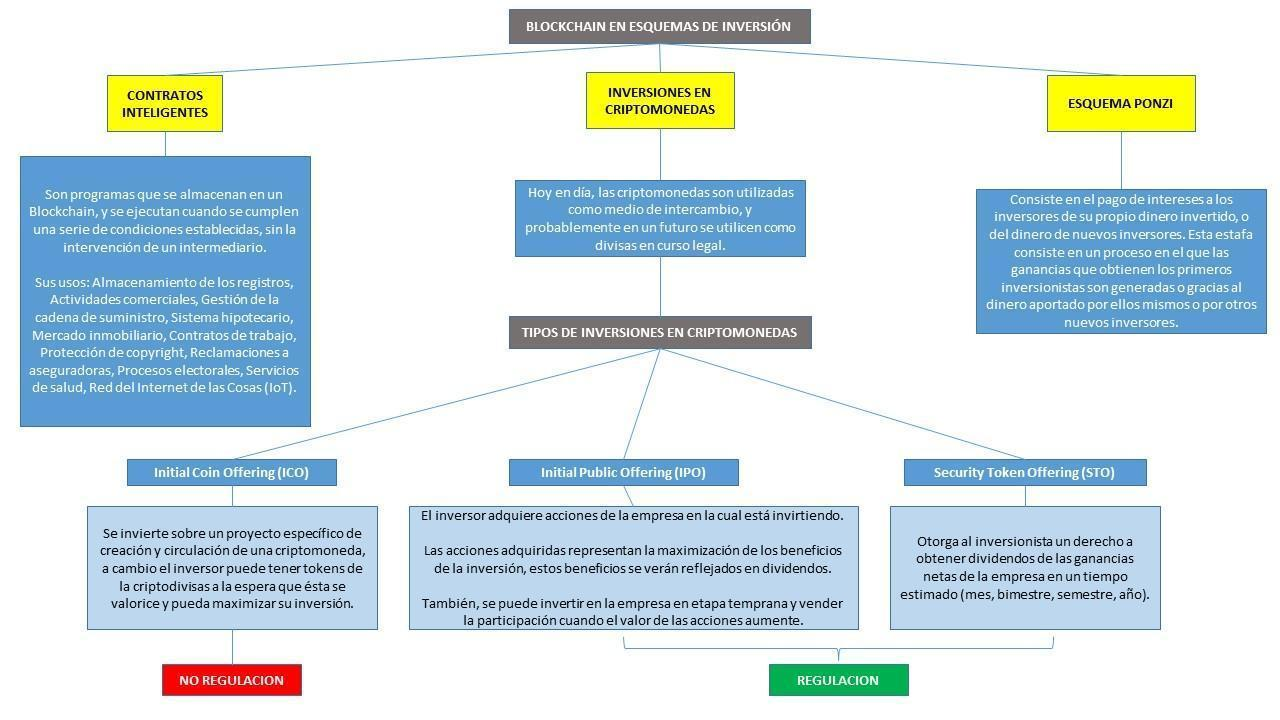 BLOCKCHAIN EN ESQUEMAS DE INVERSIÓN
CONTRATOS
INTELIGENTES
Son programas que se almacenan en un
Blockchain, y se ejecutan cuando se cumplen
una serie de condiciones establecidas, sin la
intervención de un intermediario.
Sus usos: Almacenamiento de los registros,
Actividades comerciales, Gestión de la
cadena de suministro, Sistema hipotecario,
Mercado inmobiliario, Contratos de trabajo,
Protección de copyright, Reclamaciones a
aseguradoras, Procesos electorales, Servicios
de salud, Red del Internet de las Cosas (IoT).
INVERSIONES EN
CRIPTOMONEDAS
Hoy en día, las criptomonedas son utilizadas
como medio de intercambio, y
probablemente en un futuro se utilicen como
divisas en curso legal.
ESQUEMA PONZI
Consiste en el pago de intereses a los
inversores de su propio dinero invertido, o
del dinero de nuevos inversores. Esta estafa
consiste en un proceso en el que las
ganancias que obtienen los primeros
inversionistas son generadas o gracias al
dinero aportado por ellos mismos o por otros
nuevos inversores.
TIPOS DE INVERSIONES EN CRIPTOMONEDAS
Initial Coin Offering (ICO)
Se invierte sobre un proyecto específico de
creación y circulación de una criptomoneda,
a cambio el inversor puede tener tokens de
la criptodivisas a la espera que ésta se
valorice y pueda maximizar su inversión.
NO REGULACION
Initial Public Offering (IPO)
El inversor adquiere acciones de la empresa en la cual está invirtiendo.
Las acciones adquiridas representan la maximización de los beneficios
de la inversión, estos beneficios se verán reflejados en dividendos.
También, se puede invertir en la empresa en etapa temprana y vender
la participación cuando el valor de las acciones aumente.
Security Token Offering (STO)
Otorga al inversionista un derecho a
obtener dividendos de las ganancias
netas de la empresa en un tiempo
estimado (mes, bimestre, semestre, año).
REGULACION